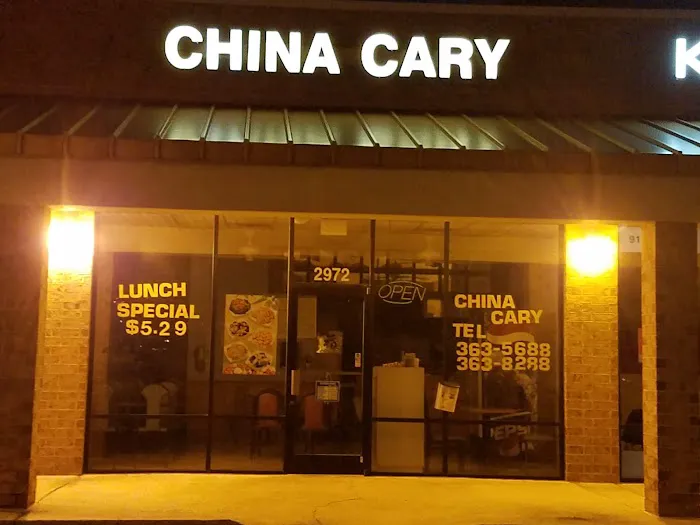 CHINA CARY
K
2972
91
OPEN
LUNCH
SPECIAL
$5.29
CHINA
CARY
TEL
363-5688
363-8288
PEPSI